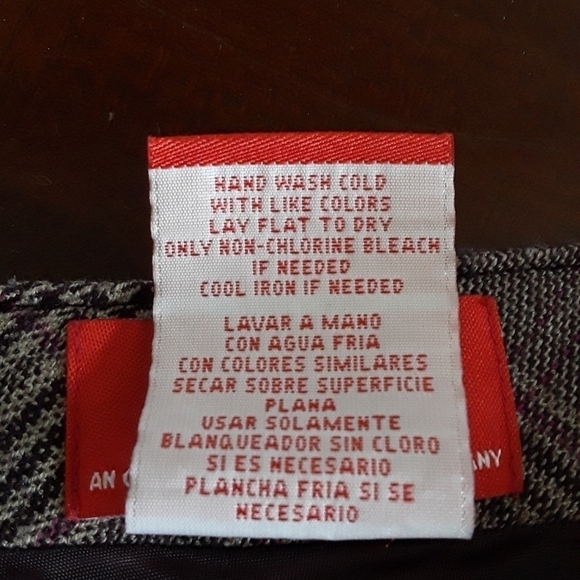 HAND WASH COLD
WITH LIKE COLORS
LAY FLAT TO DRY
ONLY NON-CHLORINE BLEACH
IF NEEDED
COOL IRON IF NEEDED
LAVAR A MANO
CON AGUA FRIA
CON COLORES SIMILARES
SECAR SOBRE SUPERFICIE
PLANA
USAR SOLAMENTE
BLANQUEADOR SIN CLORO
SI ES NECESARIO
PLANCHA FRIA SI SE
NECESARIO
AN